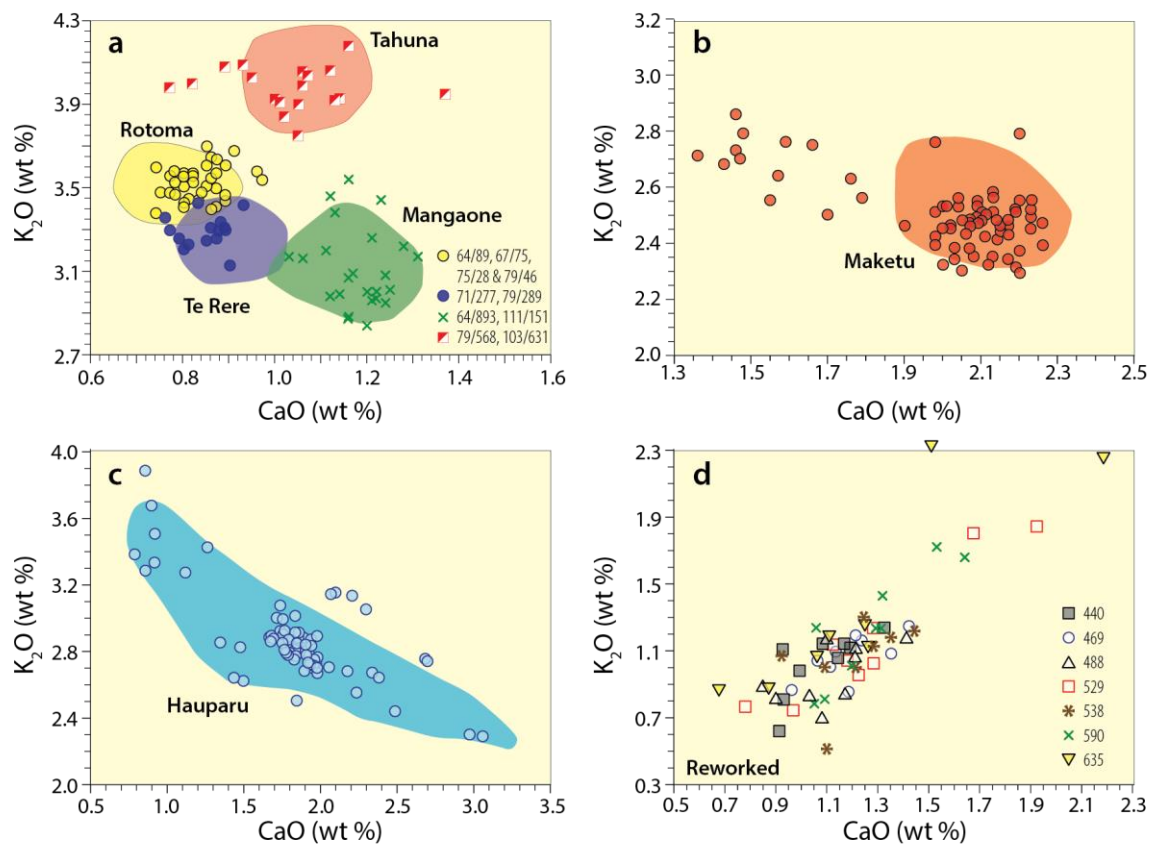 a
4.3
3.9
3.5
3.1
2.7
K2O (wt %)
Tahuna
Rotoma
Mangaone
Te Rere
64/89, 67/75,
75/28 & 79/46
71/277, 79/289
64/893, 111/151
79/568, 103/631
0.6 0.8 1.0 1.2 1.4 1.6
CaO (wt %)
b
3.2
3.0
2.8
2.6
2.4
2.2
2.0
K2O (wt %)
Maketu
1.3 1.5 1.7 1.9 2.1 2.3 2.5
CaO (wt %)
c
4.0
3.6
3.2
2.8
2.4
2.0
K2O (wt %)
Hauparu
0.5 1.0 1.5 2.0 2.5 3.0 3.5
CaO (wt %)
d
2.3
1.9
1.5
1.1
0.7
0.3
K2O (wt %)
440
469
488
529
538
590
635
Reworked
0.5 0.7 0.9 1.1 1.3 1.5 1.7 1.9 2.1 2.3
CaO (wt %)